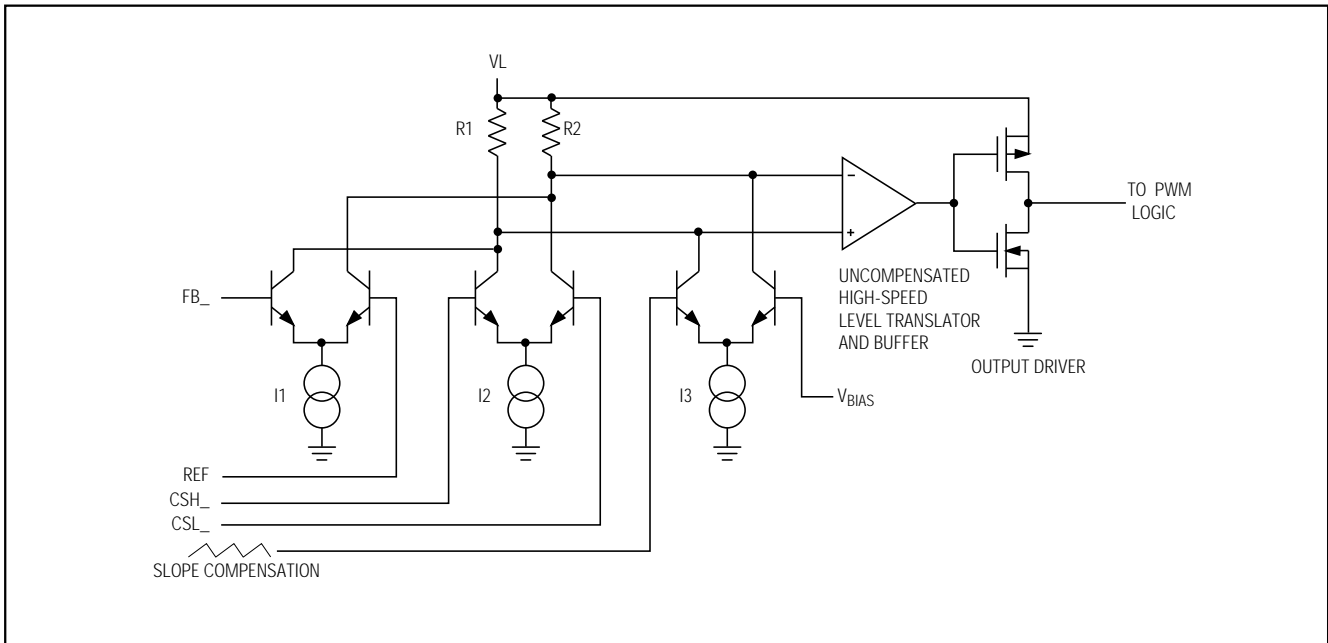 VL
R1
R2
−
+
TO PWM
LOGIC
FB_
UNCOMPENSATED
HIGH-SPEED
LEVEL TRANSLATOR
AND BUFFER
OUTPUT DRIVER
I1
I2
I3
VBIAS
REF
CSH_
CSL_
SLOPE COMPENSATION